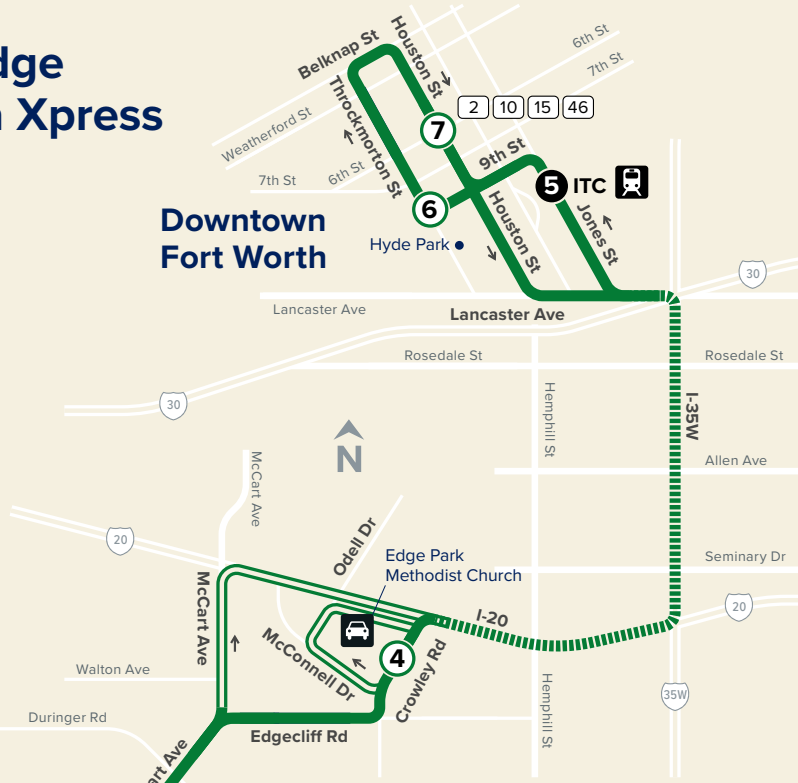 Xpress
Houston St
Belknap St
6th St
7th St
2 10 15 46
Throckmorton St
Weatherford St
7
9th St
6th St
7th St
5 ITC
6
Downtown
Fort Worth
Houston St
Jones St
Hyde Park
30
Lancaster Ave
Lancaster Ave
Rosedale St
Rosedale St
30
Hemphill St
I-35W
N
McCart Ave
Allen Ave
20
Odell Dr
Edge Park
Methodist Church
Seminary Dr
McCart Ave
I-20
20
McConnell Dr
4
Crowley Rd
Walton Ave
Hemphill St
35W
Duringer Rd
Edgecliff Rd